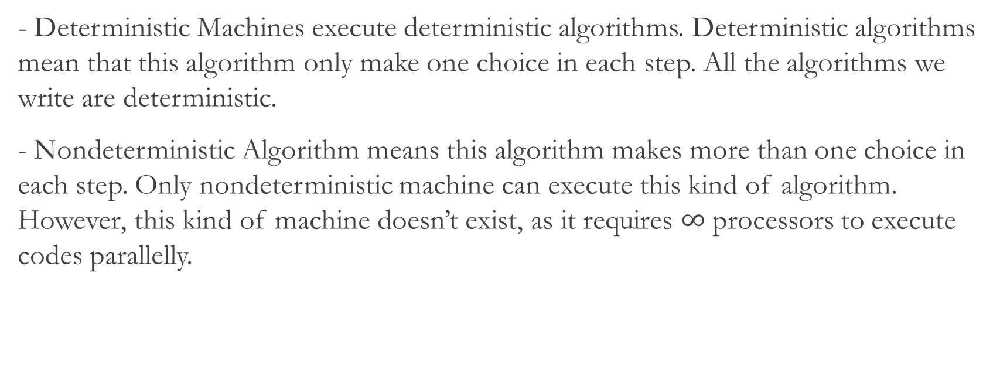 - Deterministic Machines execute deterministic algorithms. Deterministic algorithms
mean that this algorithm only make one choice in each step. All the algorithms we
write are deterministic.
- Nondeterministic Algorithm means this algorithm makes more than one choice in
each step. Only nondeterministic machine can execute this kind of algorithm.
However, this kind of machine doesn’t exist, as it requires ∞ processors to execute
codes parallelly.